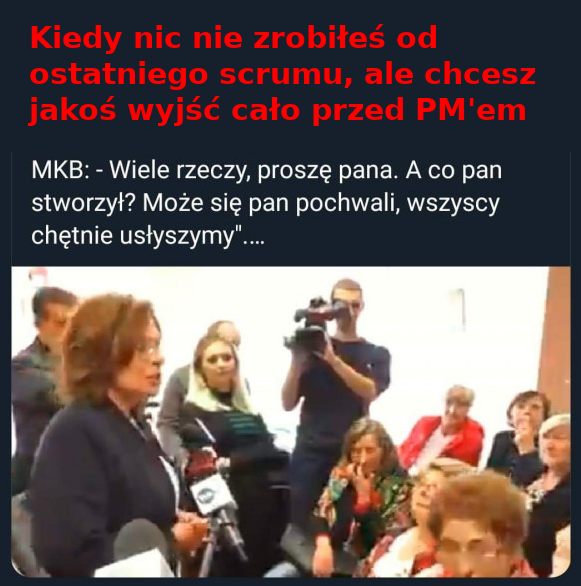 Kiedy nic nie zrobiłeś od
ostatniego scrumu, ale chcesz
jakoś wyjść cało przed PM'em
MKB: - Wiele rzeczy, proszę pana. A co pan
stworzył? Może się pan pochwali, wszyscy
chętnie usłyszymy"....